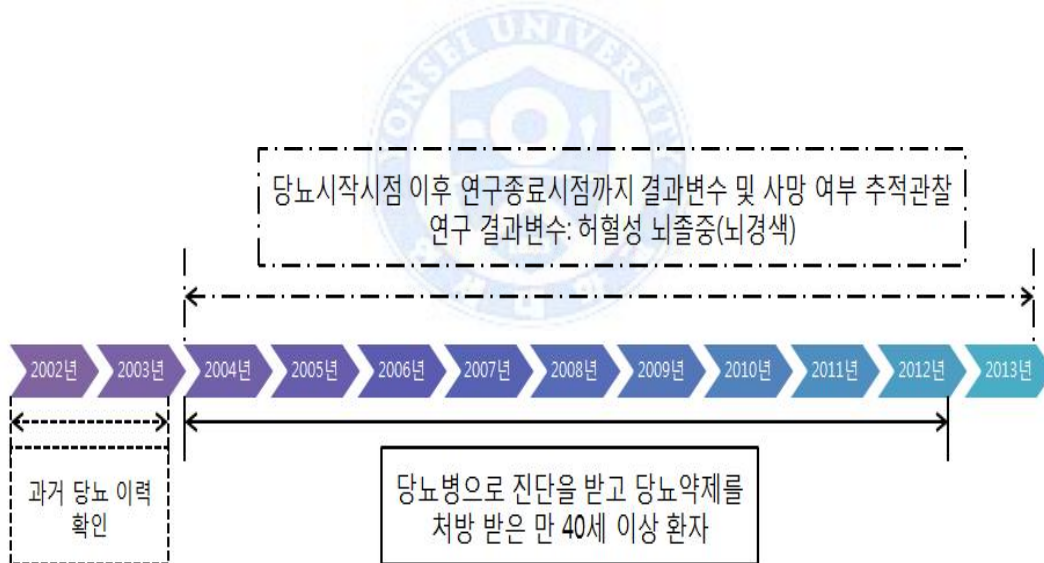 YONSEI UNIVERSITY
당뇨시작시점 이후 연구종료시점까지 결과변수 및 사망 여부 추적관찰
연구 결과변수: 허혈성 뇌졸중(뇌경색)
2002년 2003년 2004년 2005년 2006년 2007년 2008년 2009년 2010년 2011년 2012년 2013년
과거 당뇨 이력
확인
당뇨병으로 진단을 받고 당뇨약제를
처방 받은 만 40세 이상 환자